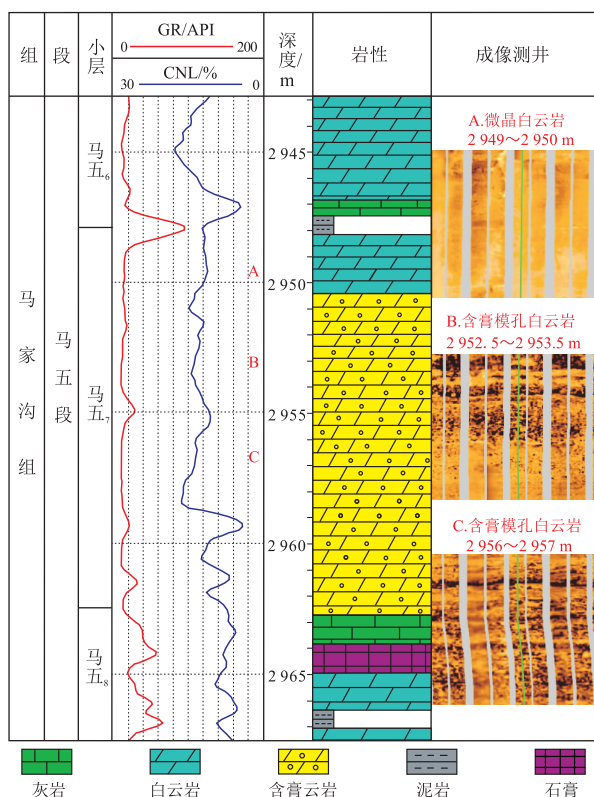 组
段
小层
GR/API
0 200
CNL/%
30 0
深度/m
岩性
成像测井
马家沟组
马五段
马五₆
马五₇
马五₈
A
B
C
2 945
2 950
2 955
2 960
2 965
A.微晶白云岩
2 949～2 950 m
B.含膏模孔白云岩
2 952. 5～2 953.5 m
C.含膏模孔白云岩
2 956～2 957 m
灰岩 白云岩 含膏云岩 泥岩 石膏